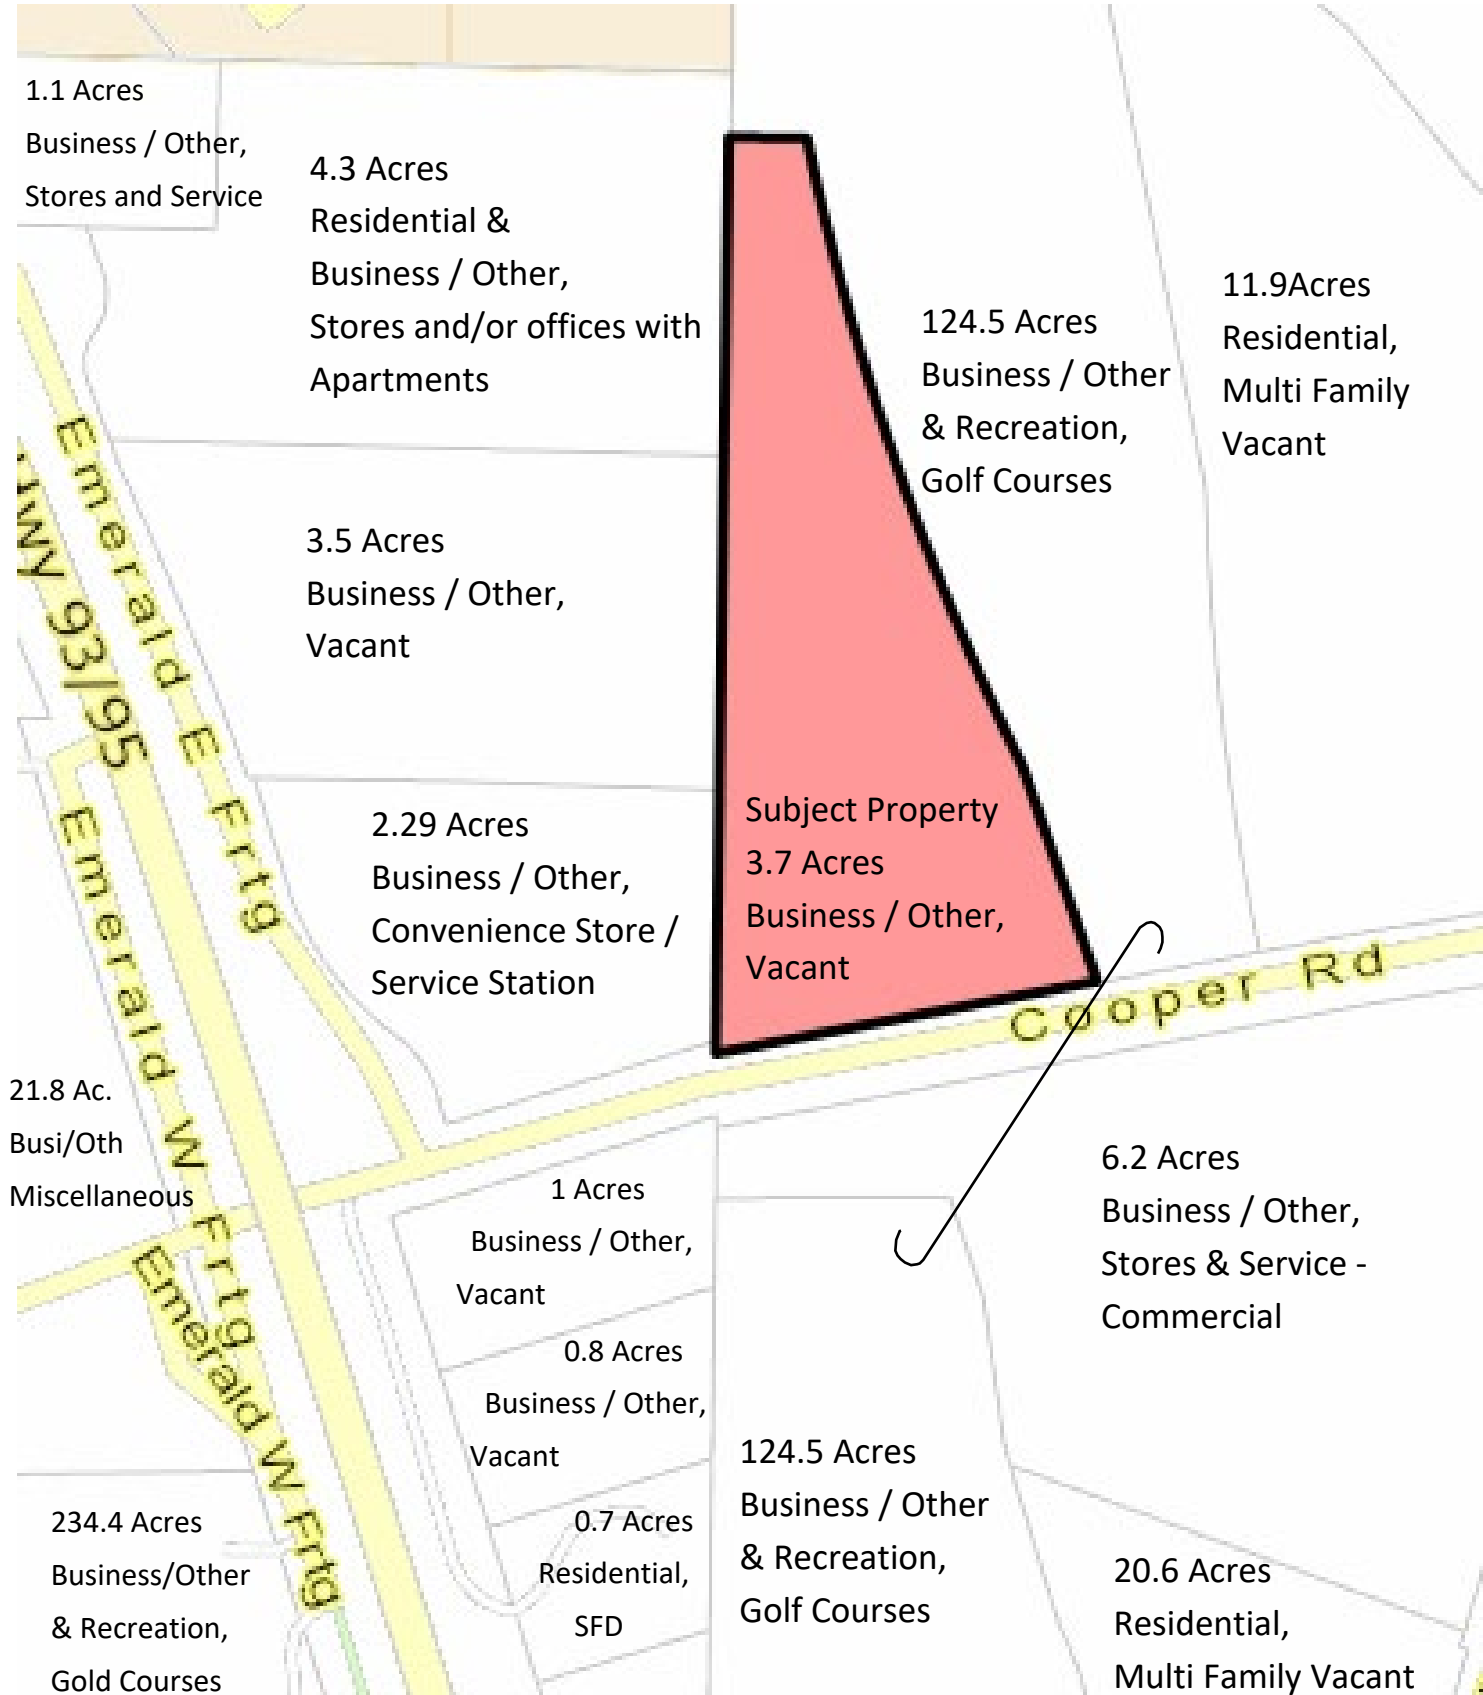 1.1 Acres
Business / Other,
Stores and Service
4.3 Acres
Residential &
Business / Other,
Stores and/or offices with
Apartments
124.5 Acres
Business / Other
& Recreation,
Golf Courses
11.9Acres
Residential,
Multi Family
Vacant
3.5 Acres
Business / Other,
Vacant
Emerald E Frtg
93/95
2.29 Acres
Business / Other,
Convenience Store /
Service Station
Subject Property
3.7 Acres
Business / Other,
Vacant
Emerald W Frtg
Cooper Rd
21.8 Ac.
Busi/Oth
Miscellaneous
1 Acres
Business / Other,
Vacant
6.2 Acres
Business / Other,
Stores & Service -
Commercial
Emerald W Frtg
0.8 Acres
Business / Other,
Vacant
124.5 Acres
Business / Other
& Recreation,
Golf Courses
234.4 Acres
Business/Other
& Recreation,
Gold Courses
0.7 Acres
Residential,
SFD
20.6 Acres
Residential,
Multi Family Vacant